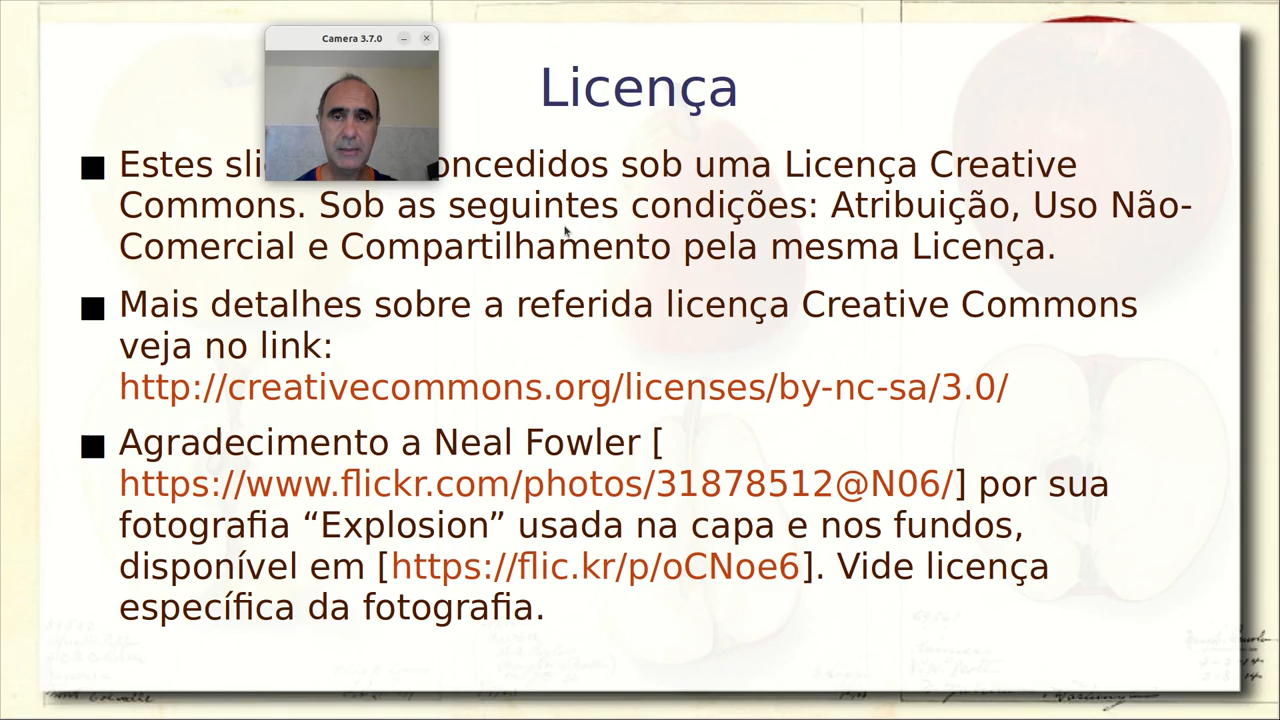 Camera 3.7.0
Licença
Estes oncedidos sob uma Licença Creative
Commons. Sob as seguintes condições: Atribuição, Uso Não-
Comercial e Compartilhamento pela mesma Licença.
Mais detalhes sobre a referida licença Creative Commons
veja no link:
http://creativecommons.org/licenses/by-nc-sa/3.0/
Agradecimento a Neal Fowler [
https://www.flickr.com/photos/31878512@N06/] por sua
fotografia “Explosion” usada na capa e nos fundos,
disponível em [https://flic.kr/p/oCNoe6]. Vide licença
específica da fotografia.